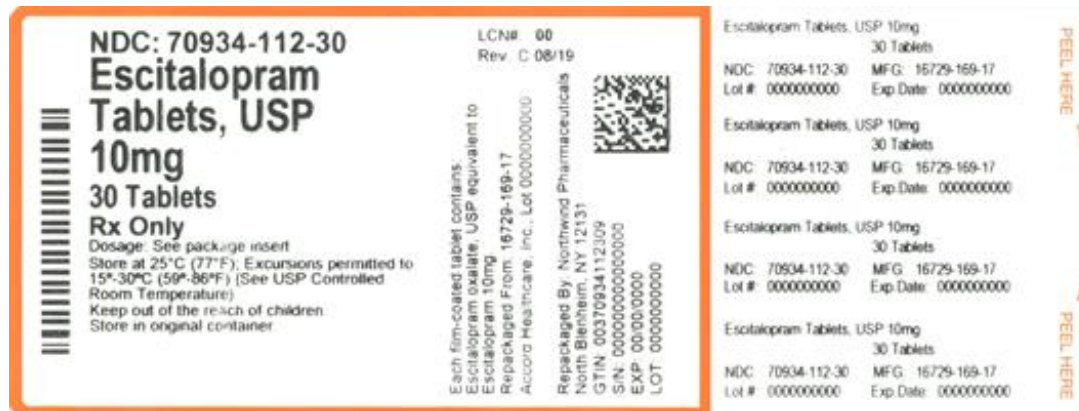 NDC: 70934-112-30
Escitalopram
Tablets, USP
10mg
30 Tablets
Rx Only
Dosage: See package insert
Store at 25°C (77°F); Excursions permitted to
15º-30ºC (59º-86ºF) (See USP Controlled
Room Temperature)
Keep out of the reach of children
Store in original container
LCN#: 00
Rev. C 08/19
Each film-coated tablet contains
Escitalopram oxalate, USP equivalent to
Escitalopram 10mg
Repackaged From: 16729-169-17
Accord Healthcare, Inc., Lot 0000000000
Repackaged By: Northwind Pharmaceuticals
North Blenheim, NY 12131
GTIN: 00370934112309
S/N: 00000000000000
EXP: 00/00/0000
LOT: 0000000000
Escitalopram Tablets, USP 10mg
30 Tablets
NDC: 70934-112-30 MFG: 16729-169-17
Lot #: 0000000000 Exp.Date: 0000000000
Escitalopram Tablets, USP 10mg
30 Tablets
NDC: 70934-112-30 MFG: 16729-169-17
Lot #: 0000000000 Exp.Date: 0000000000
Escitalopram Tablets, USP 10mg
30 Tablets
NDC: 70934-112-30 MFG: 16729-169-17
Lot #: 0000000000 Exp.Date: 0000000000
Escitalopram Tablets, USP 10mg
30 Tablets
NDC: 70934-112-30 MFG: 16729-169-17
Lot #: 0000000000 Exp.Date: 0000000000
PEEL HERE
PEEL HERE